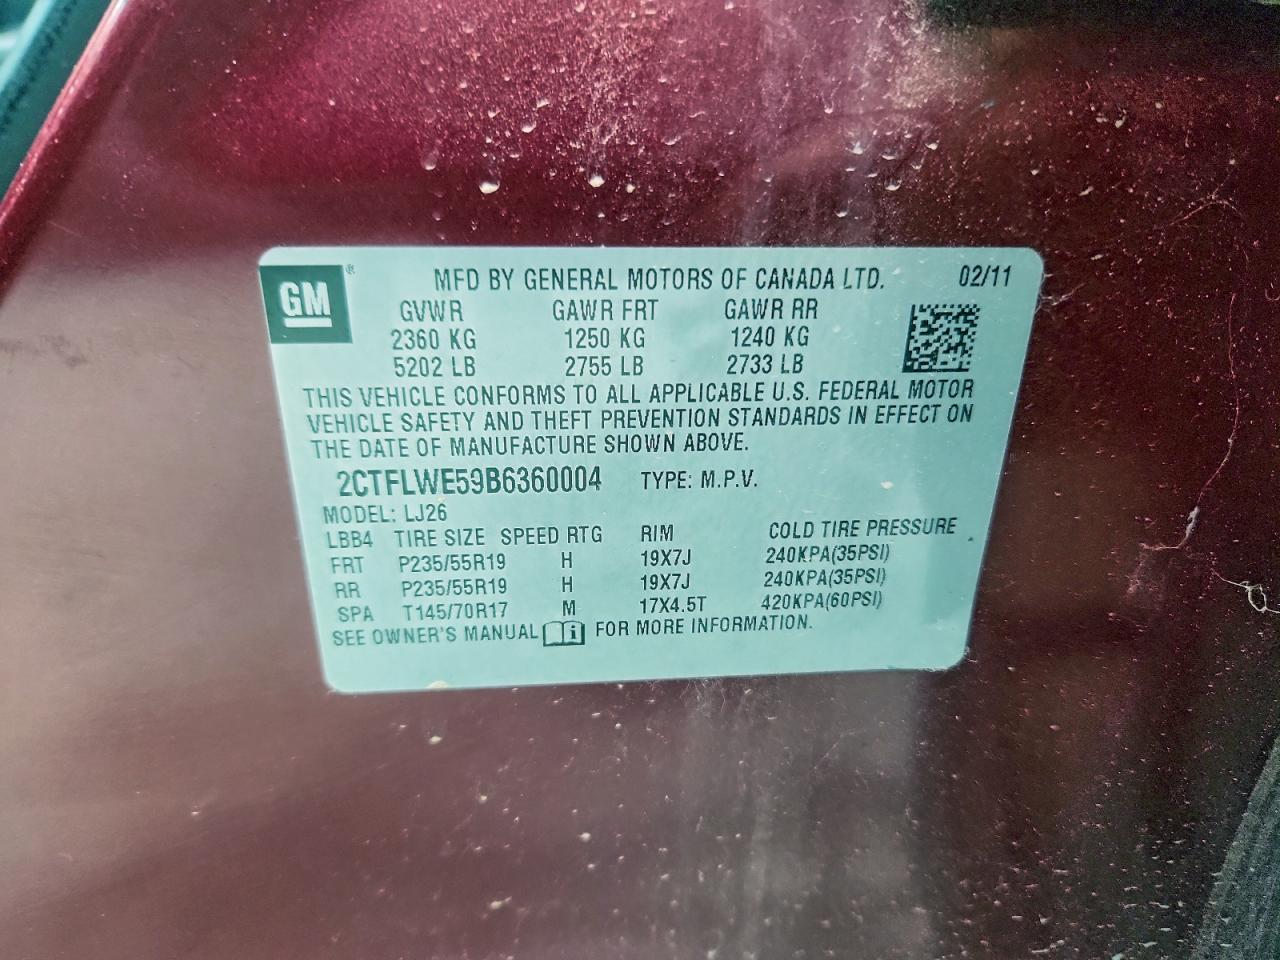 GM®
MFD BY GENERAL MOTORS OF CANADA LTD. 02/11
GVWR GAWR FRT GAWR RR
2360 KG 1250 KG 1240 KG
5202 LB 2755 LB 2733 LB
THIS VEHICLE CONFORMS TO ALL APPLICABLE U.S. FEDERAL MOTOR
VEHICLE SAFETY AND THEFT PREVENTION STANDARDS IN EFFECT ON
THE DATE OF MANUFACTURE SHOWN ABOVE.
2CTFLWE59B6360004 TYPE: M.P.V.
MODEL: LJ26
LBB4 TIRE SIZE SPEED RTG RIM COLD TIRE PRESSURE
FRT P235/55R19 H 19X7J 240KPA(35PSI)
RR P235/55R19 H 19X7J 240KPA(35PSI)
SPA T145/70R17 M 17X4.5T 420KPA(60PSI)
SEE OWNER'S MANUAL i FOR MORE INFORMATION.